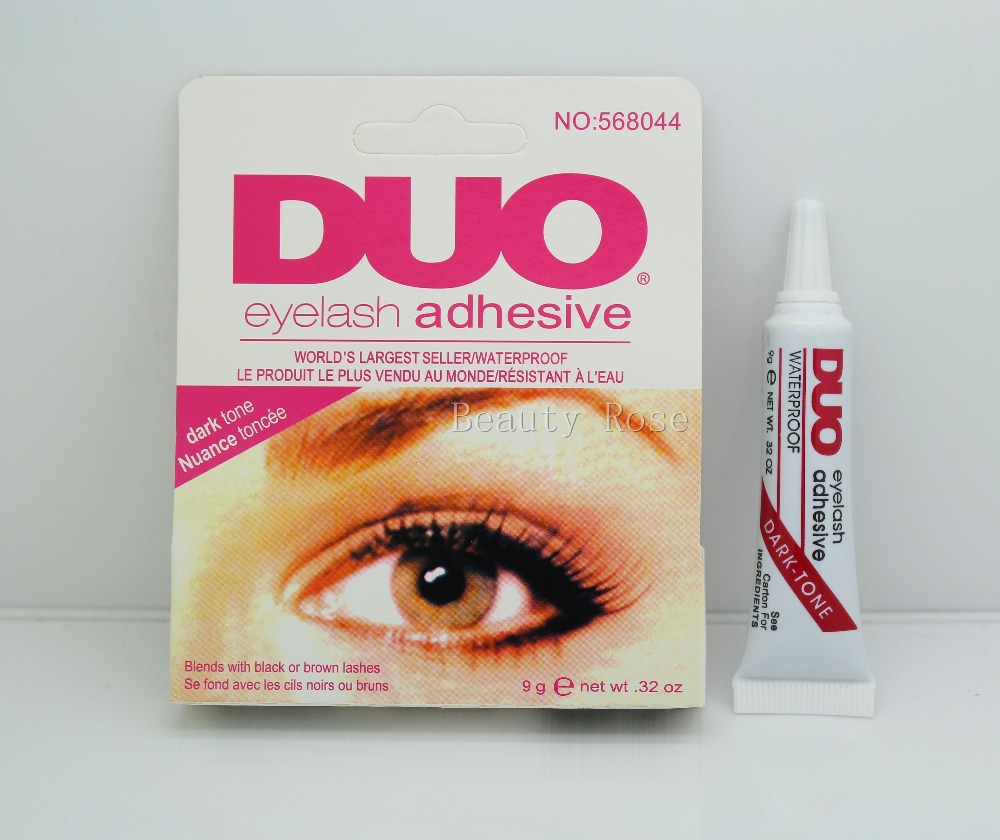 NO:568044
DUO®
eyelash adhesive
WORLD'S LARGEST SELLER/WATERPROOF
LE PRODUIT LE PLUS VENDU AU MONDE/RÉSISTANT À L'EAU
dark tone
Nuance toncée
Beauty Rose
Blends with black or brown lashes
Se fond avec les cils noirs ou bruns
9 g e net wt .32 oz
DUO
eyelash
adhesive
WATERPROOF
9g e NET WT. .32 OZ
DARK-TONE
See
Carton For
INGREDIENTS